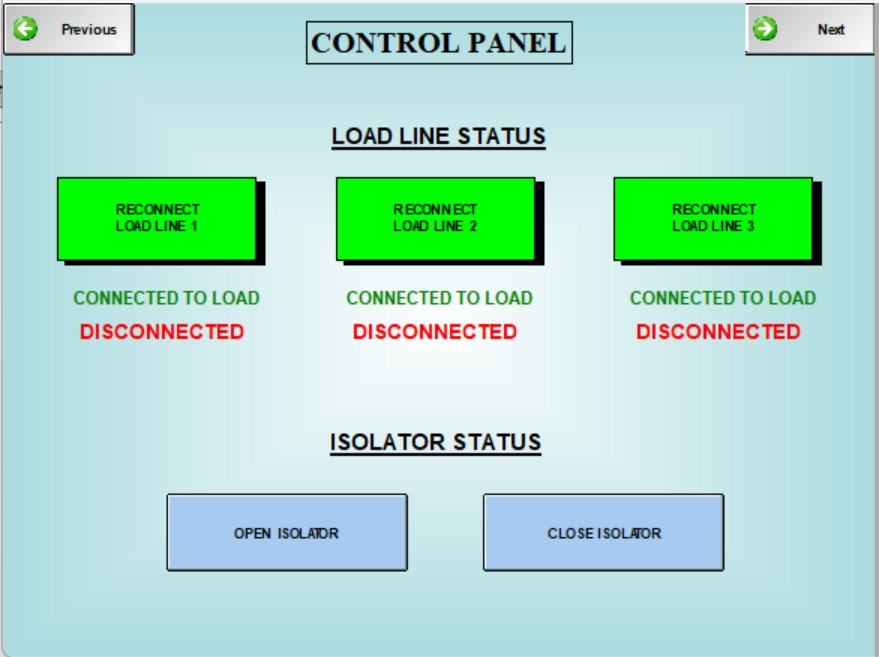 Previous
CONTROL PANEL
Next
LOAD LINE STATUS
RECONNECT
LOAD LINE 1
RECONNECT
LOAD LINE 2
RECONNECT
LOAD LINE 3
CONNECTED TO LOAD
CONNECTED TO LOAD
CONNECTED TO LOAD
DISCONNECTED
DISCONNECTED
DISCONNECTED
ISOLATOR STATUS
OPEN ISOLATOR
CLOSE ISOLATOR